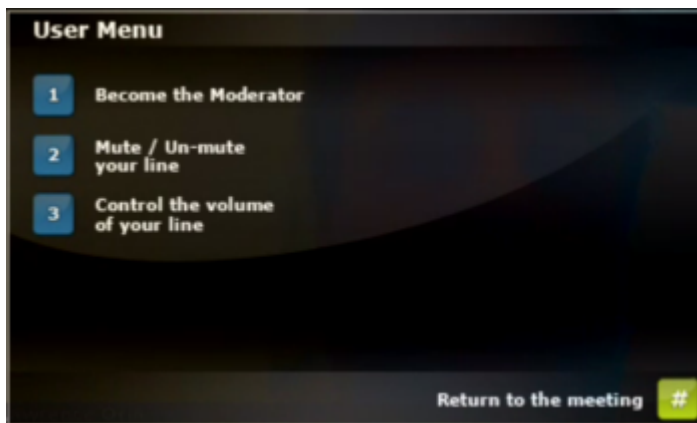 User Menu
1 Become the Moderator
2 Mute / Un-mute
your line
3 Control the volume
of your line
Return to the meeting #